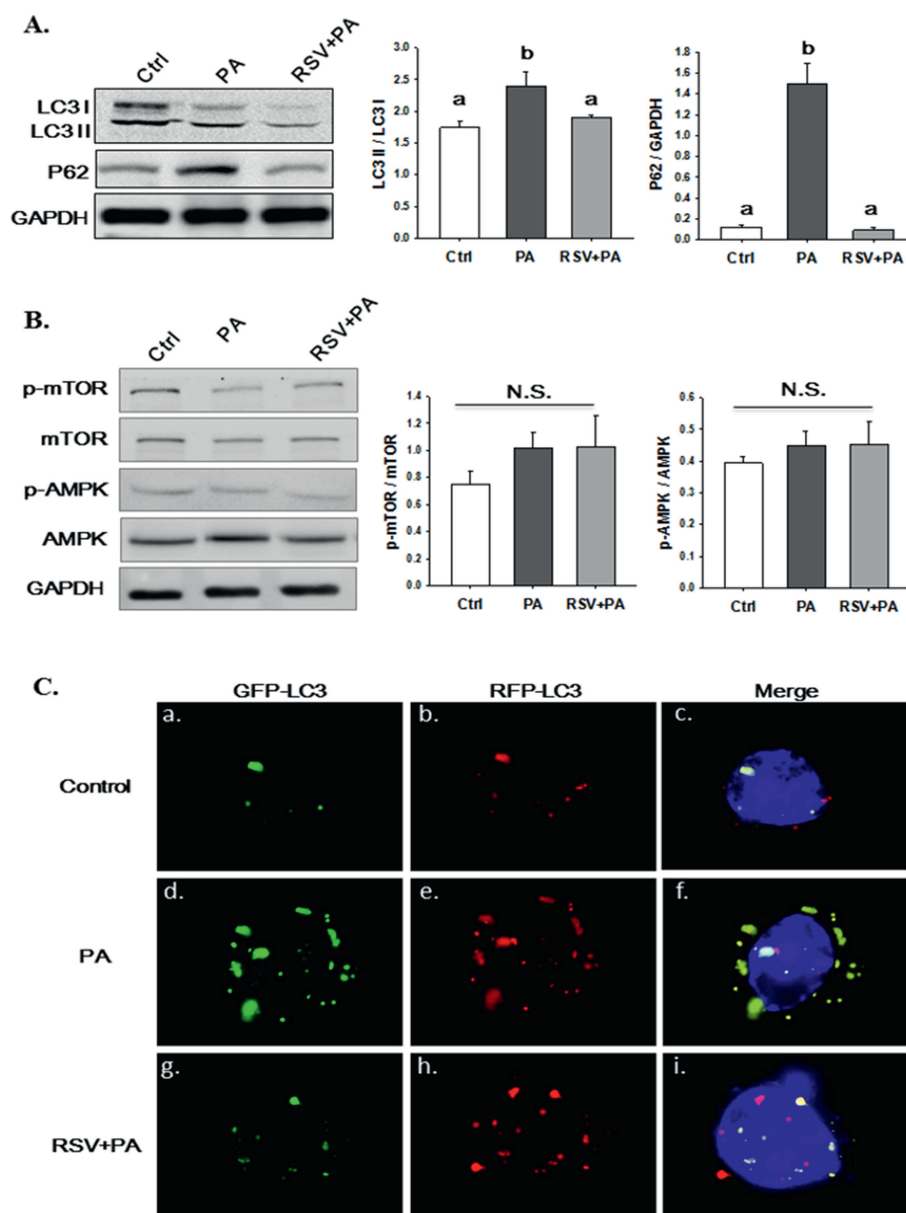 A.
Ctrl PA RSV+PA
LC3 I
LC3 II
P62
GAPDH
LC3 II / LC3 I
3.0
2.5
2.0
1.5
1.0
0.5
0.0
a b a
Ctrl PA RSV+PA
P62 / GAPDH
1.8
1.6
1.4
1.2
1.0
0.8
0.6
0.4
0.2
0.0
a b a
Ctrl PA RSV+PA
B.
Ctrl PA RSV+PA
p-mTOR
mTOR
p-AMPK
AMPK
GAPDH
p-mTOR / mTOR
1.4
1.2
1.0
0.8
0.6
0.4
0.2
0.0
N.S.
Ctrl PA RSV+PA
p-AMPK / AMPK
0.6
0.5
0.4
0.3
0.2
0.1
0.0
N.S.
Ctrl PA RSV+PA
C.
GFP-LC3 RFP-LC3 Merge
Control
a. b. c.
PA
d. e. f.
RSV+PA
g. h. i.